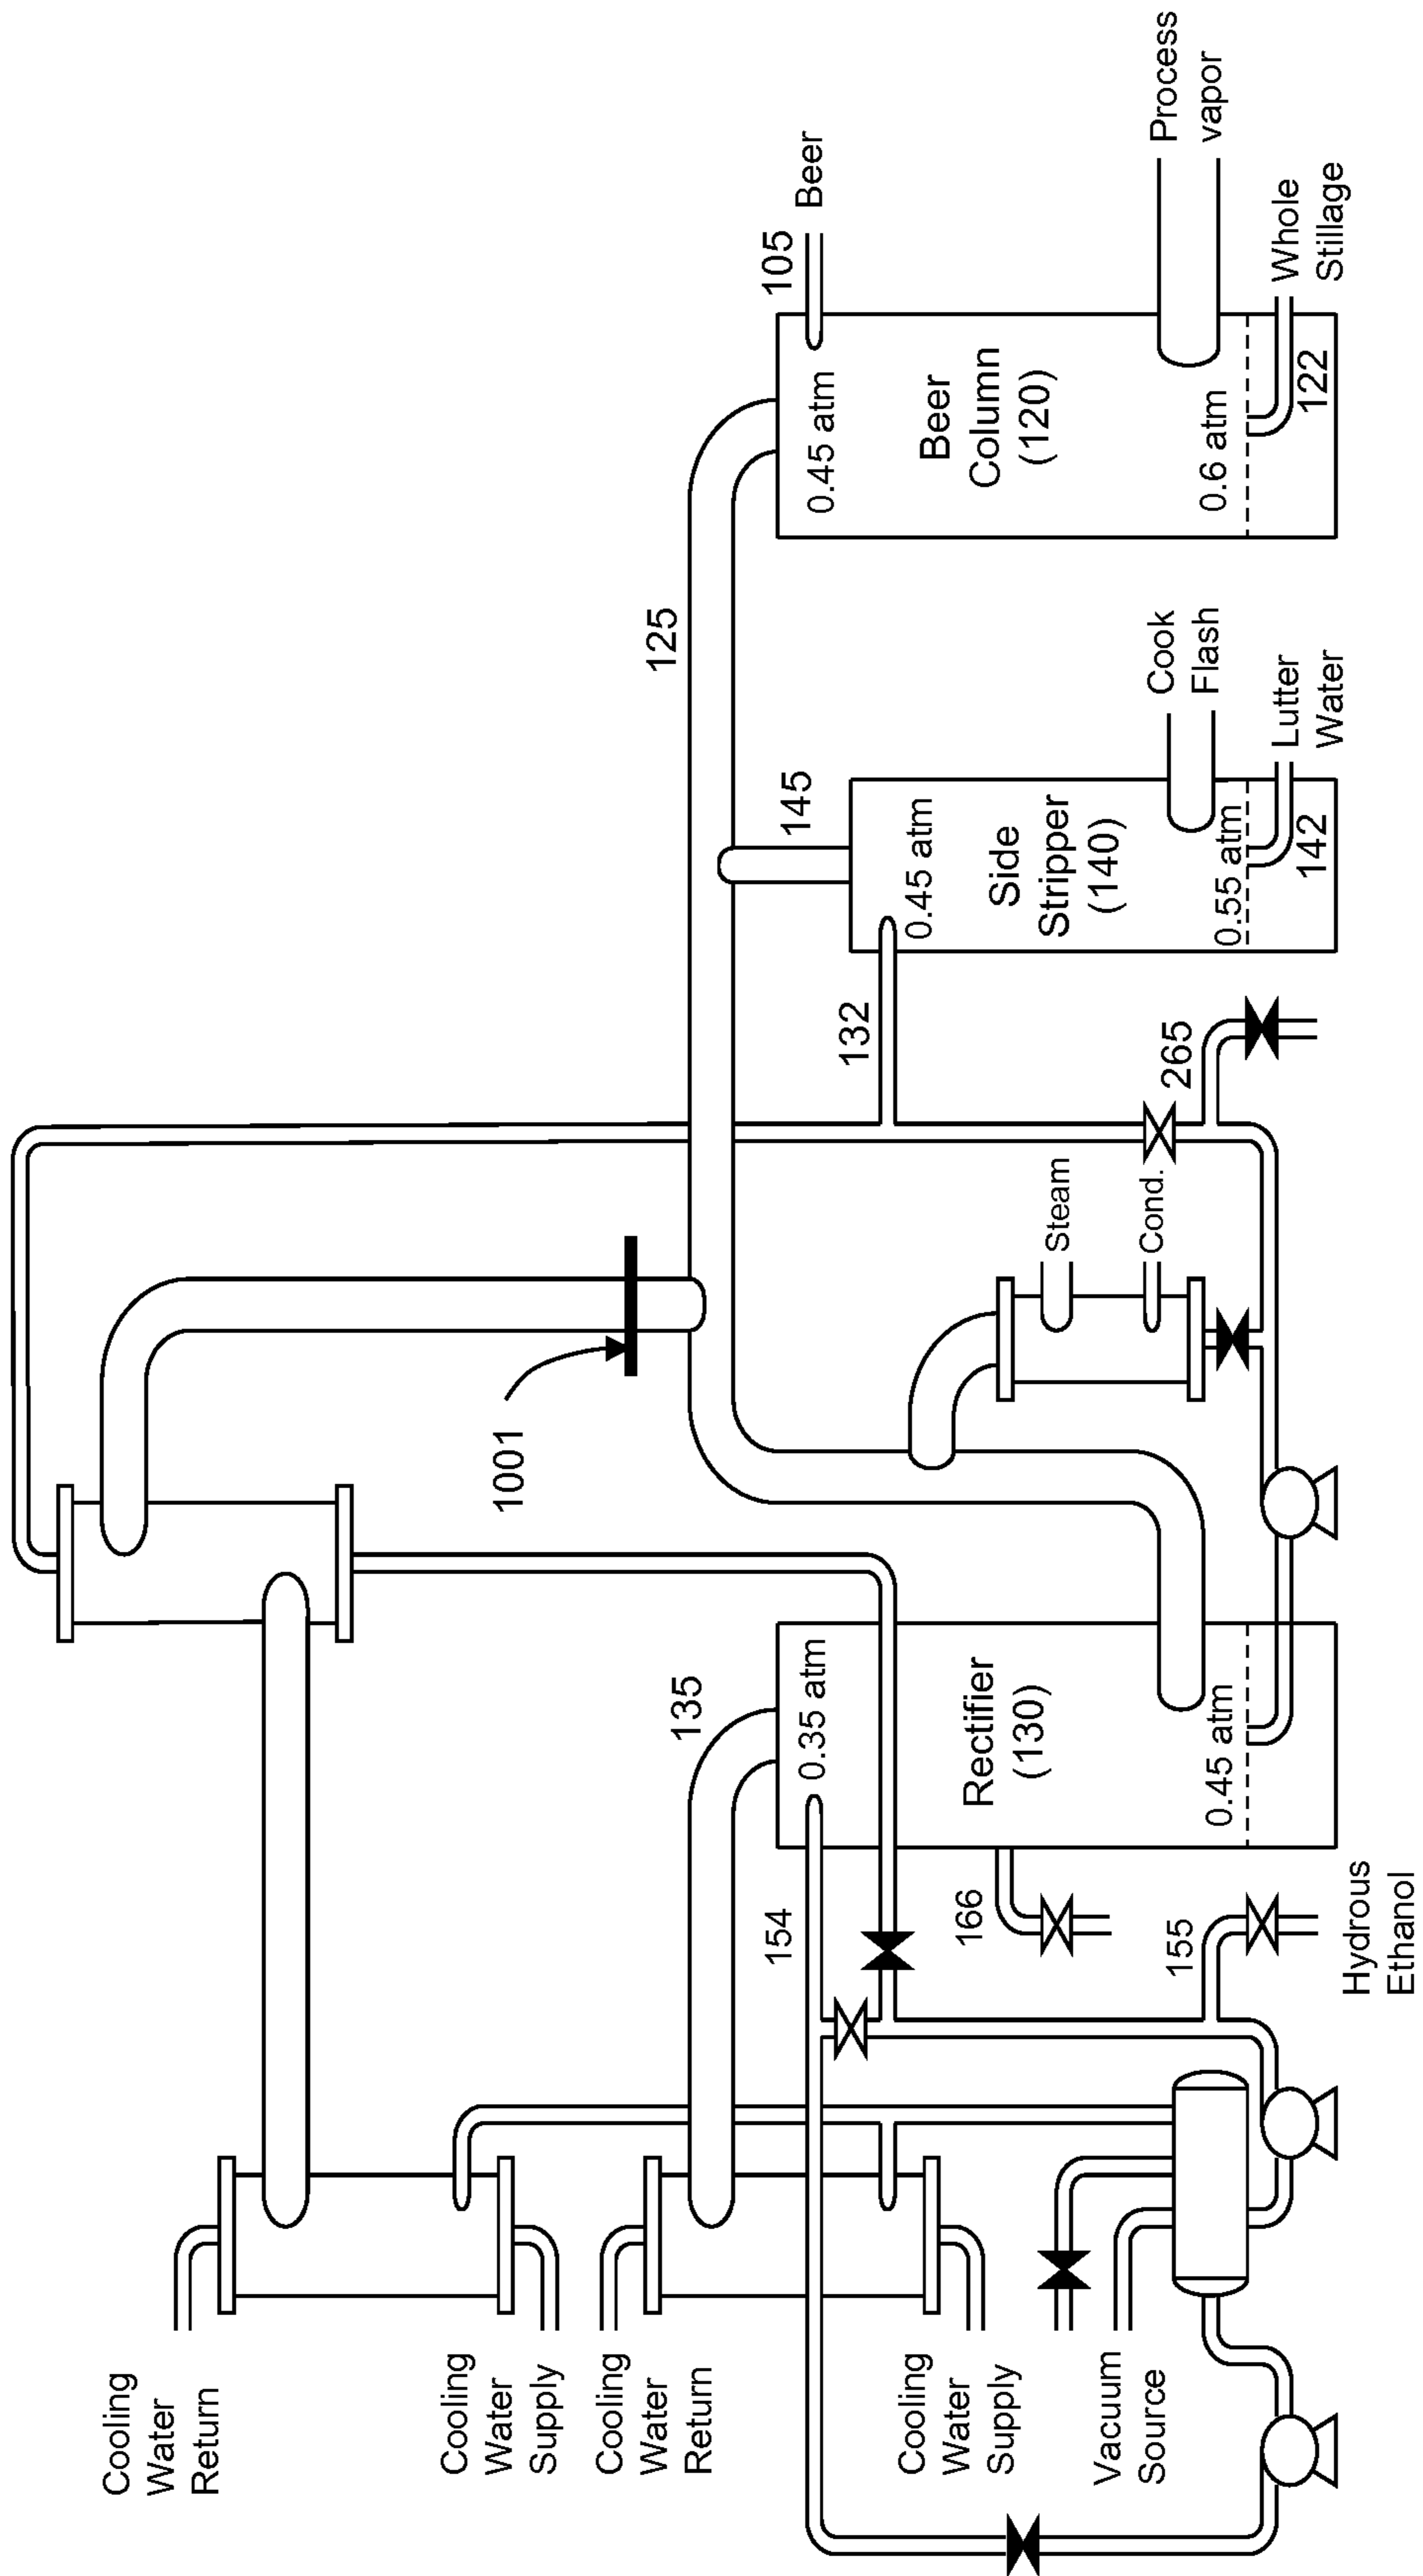 Cooling
Water
Return
Cooling
Water
Supply
Cooling
Water
Return
Cooling
Water
Supply
Vacuum
Source
135
154
0.35 atm
Rectifier
(130)
0.45 atm
166
155
Hydrous
Ethanol
1001
125
Steam
Cond.
265
132
145
0.45 atm
Side
Stripper
(140)
0.55 atm
142
Cook
Flash
Lutter
Water
105
Beer
0.45 atm
Beer
Column
(120)
0.6 atm
122
Process
vapor
Whole
Stillage